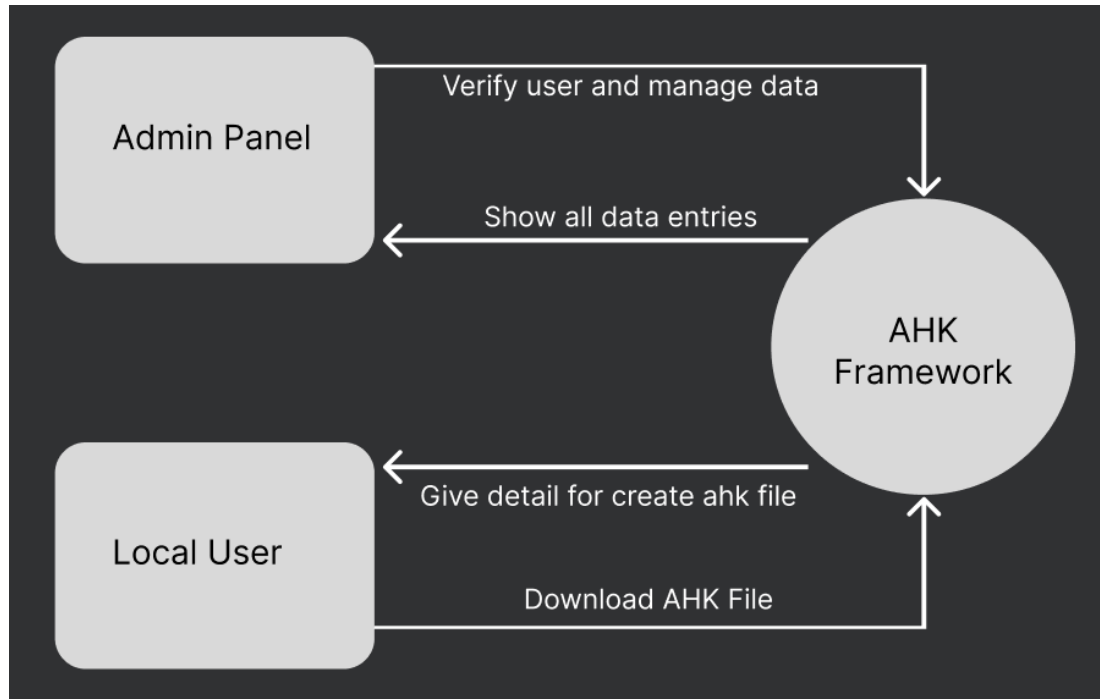 Admin Panel
Verify user and manage data
Show all data entries
AHK
Framework
Give detail for create ahk file
Local User
Download AHK File